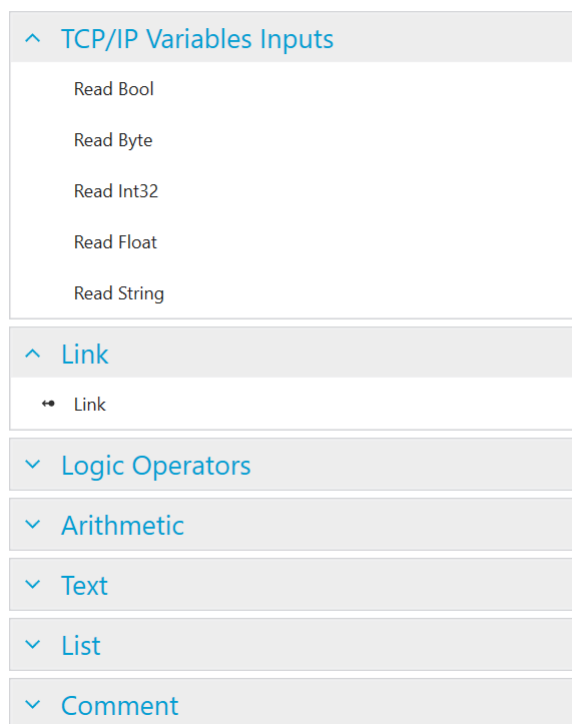 TCP/IP Variables Inputs
Read Bool
Read Byte
Read Int32
Read Float
Read String
Link
Link
Logic Operators
Arithmetic
Text
List
Comment